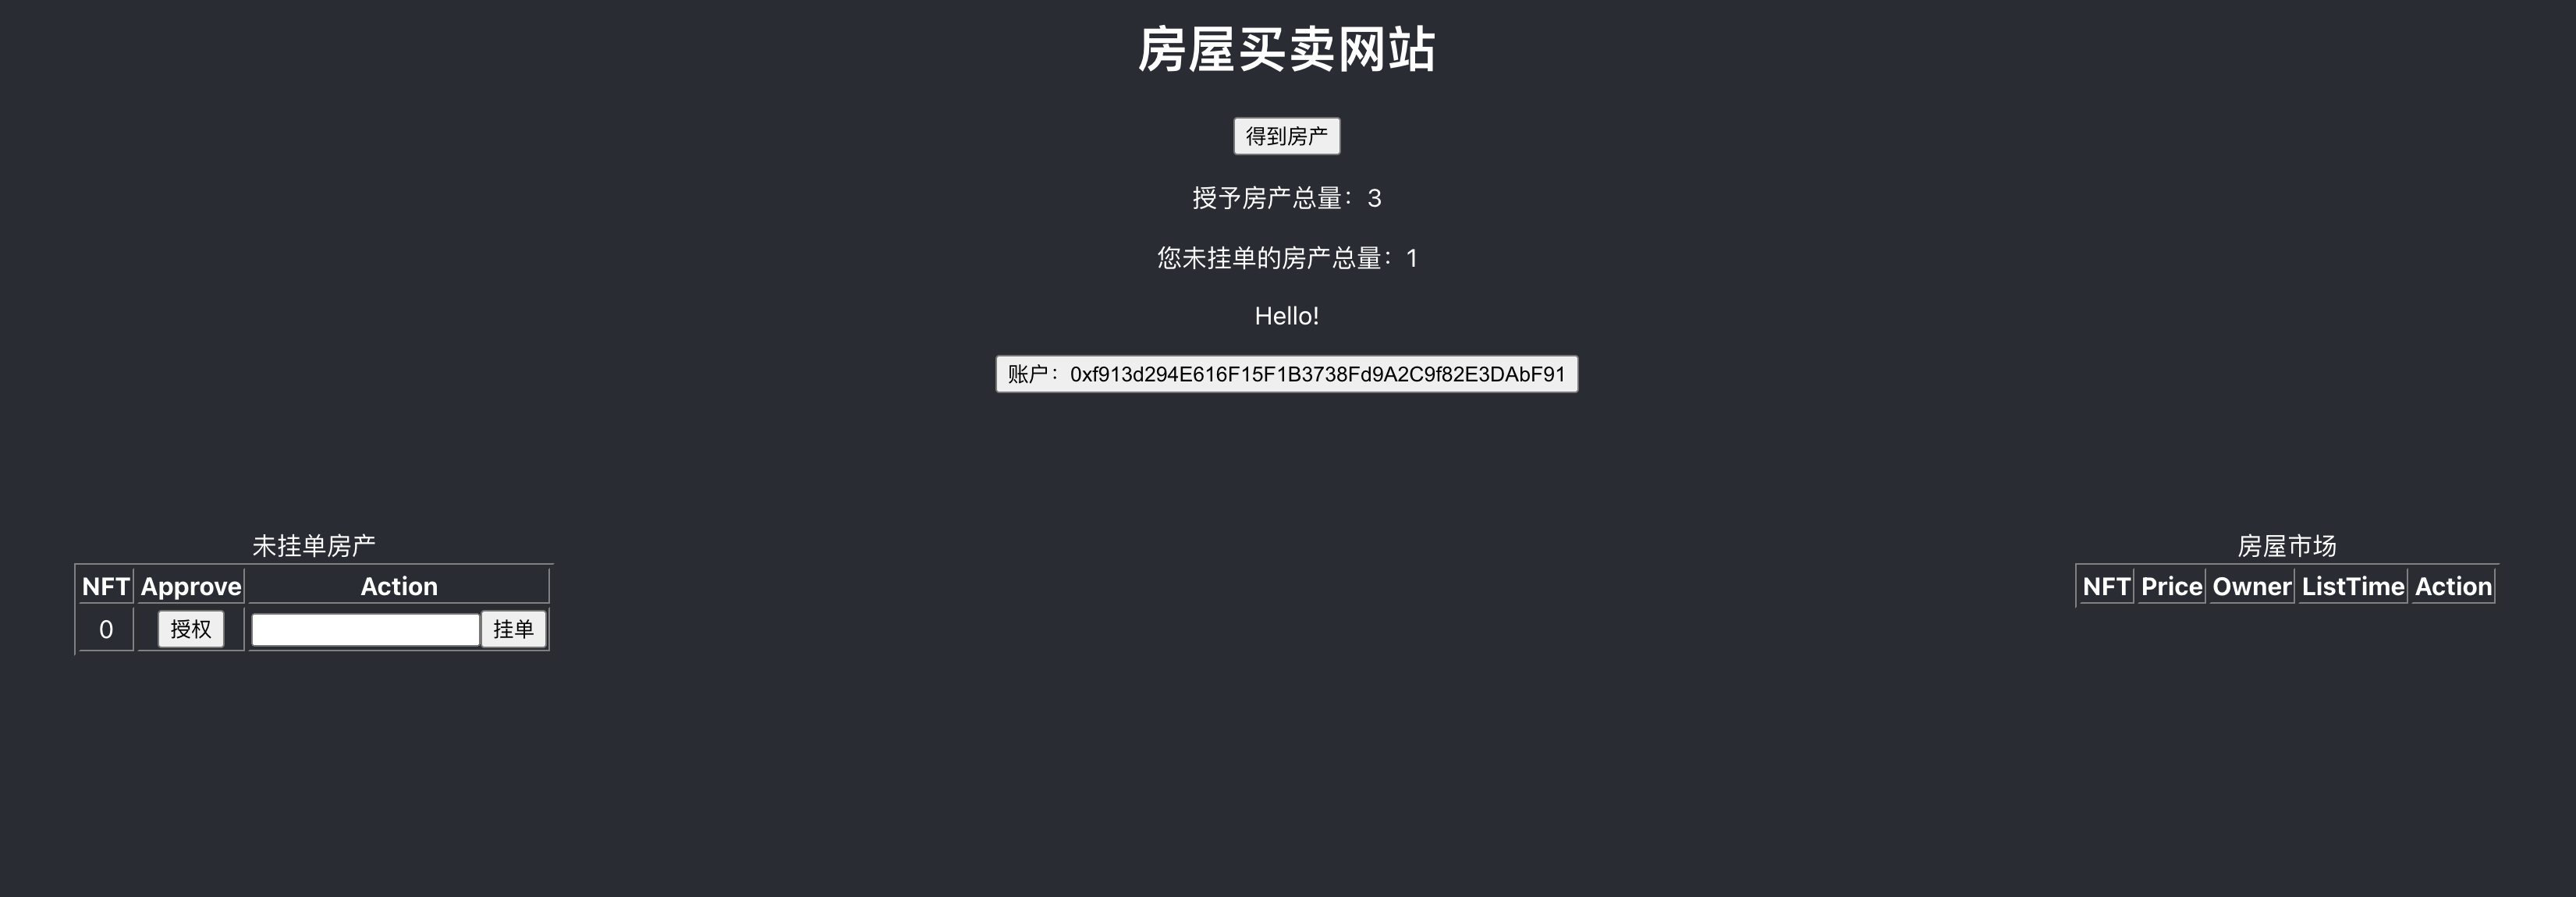 房屋买卖网站
得到房产
授予房产总量：3
您未挂单的房产总量：1
Hello!
账户：0xf913d294E616F15F1B3738Fd9A2C9f82E3DAbF91
未挂单房产
NFT Approve Action
0 授权 挂单
房屋市场
NFT Price Owner ListTime Action